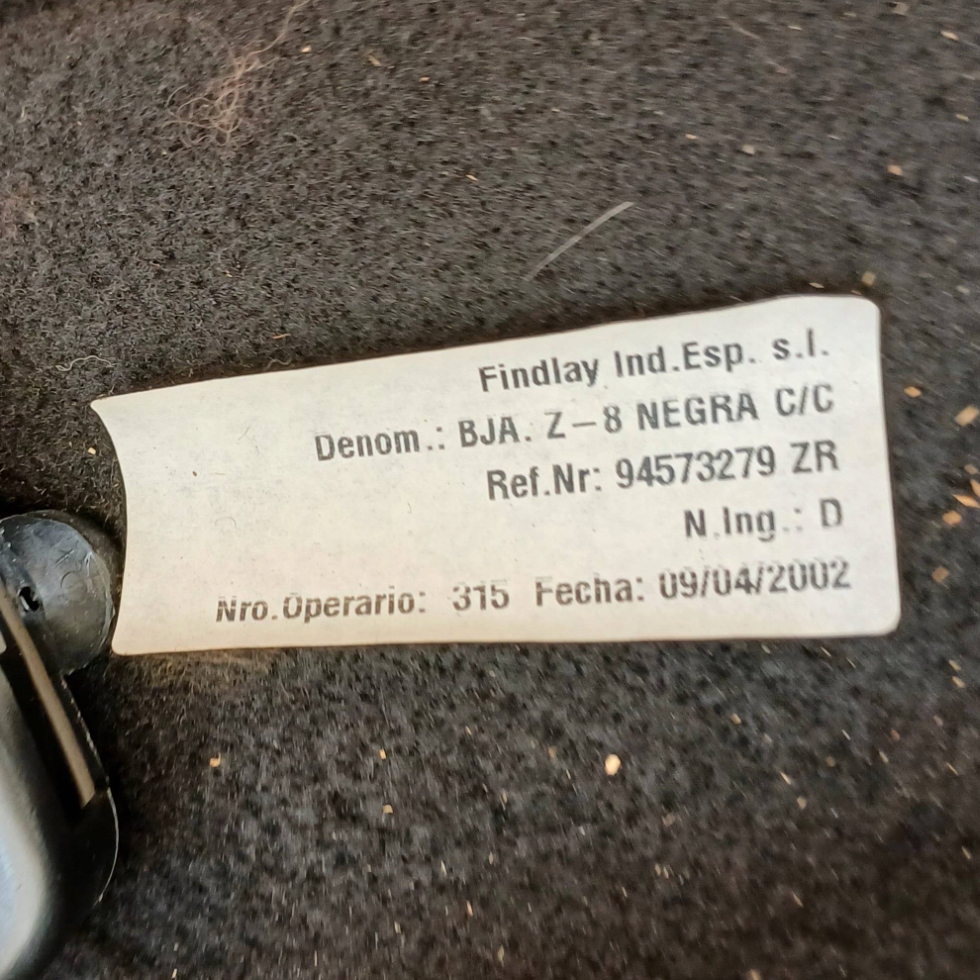 Findlay Ind.Esp. s.l.
Denom.: BJA. Z-8 NEGRA C/C
Ref.Nr: 94573279 ZR
N.Ing.: D
Nro.Operario: 315 Fecha: 09/04/2002